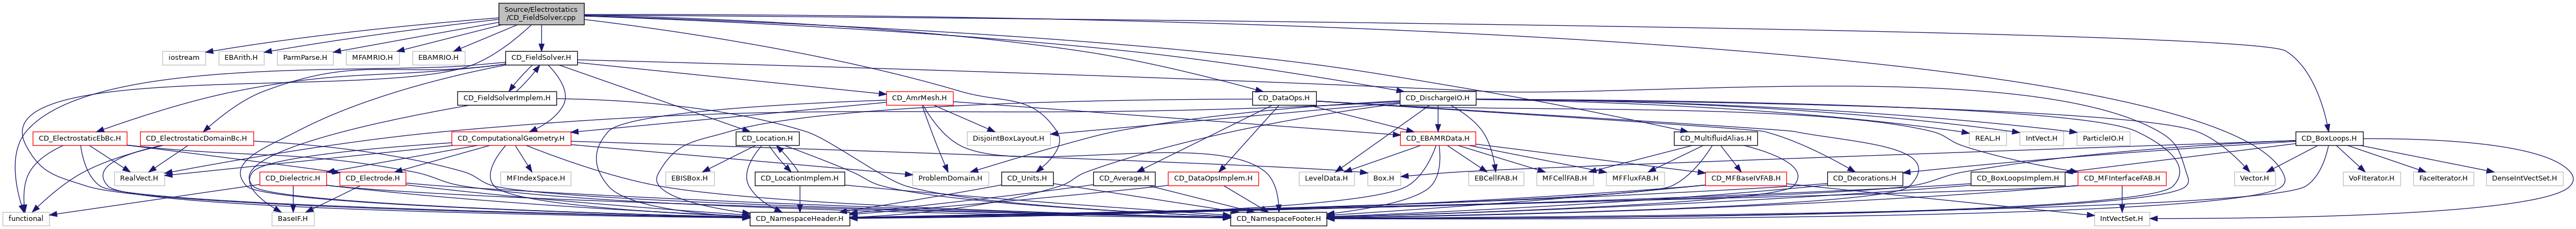 Source/Electrostatics
/CD_FieldSolver.cpp
iostream
EBArith.H
ParmParse.H
MFAMRIO.H
EBAMRIO.H
CD_FieldSolver.H
CD_FieldSolverImplem.H
CD_AmrMesh.H
CD_DataOps.H
CD_DischargeIO.H
CD_ElectrostaticEbBc.H
CD_ElectrostaticDomainBc.H
CD_ComputationalGeometry.H
CD_Location.H
DisjointBoxLayout.H
CD_EBAMRData.H
CD_MultifluidAlias.H
REAL.H
IntVect.H
ParticleIO.H
CD_BoxLoops.H
RealVect.H
CD_Dielectric.H
CD_Electrode.H
MFIndexSpace.H
EBISBox.H
CD_LocationImplem.H
ProblemDomain.H
CD_Units.H
CD_Average.H
CD_DataOpsImplem.H
LevelData.H
Box.H
EBCellFAB.H
MFCellFAB.H
MFFluxFAB.H
CD_MFBaseIVFAB.H
CD_Decorations.H
CD_BoxLoopsImplem.H
CD_MFInterfaceFAB.H
Vector.H
VoFIterator.H
FaceIterator.H
DenseIntVectSet.H
functional
BaseIF.H
CD_NamespaceHeader.H
CD_NamespaceFooter.H
IntVectSet.H